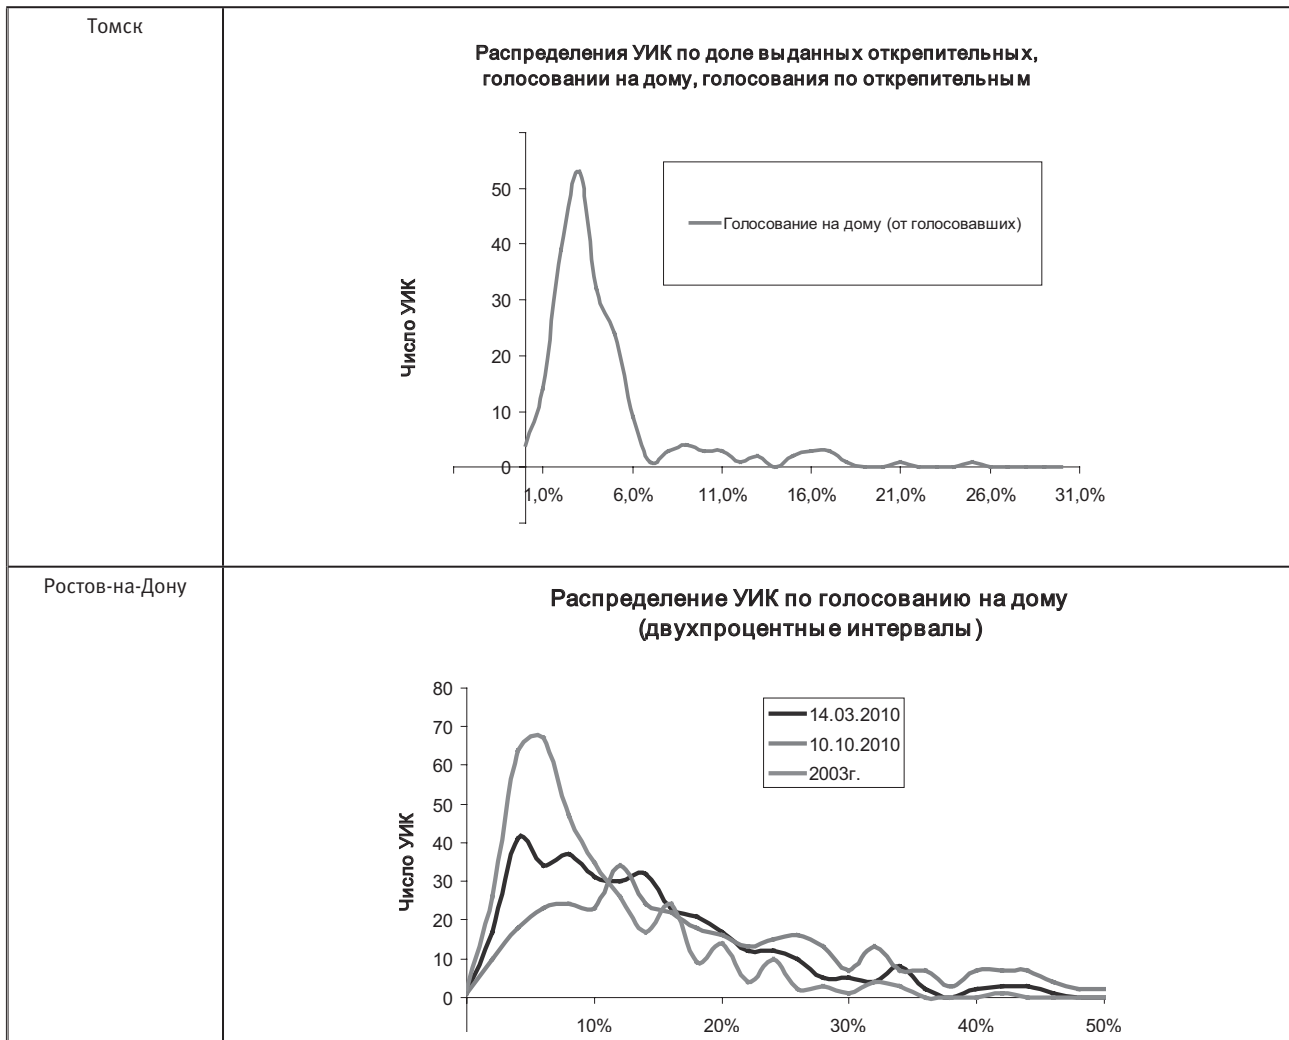 Томск
Распределения УИК по доле выданных открепительных,
голосовании на дому, голосования по открепительным
Число УИК
50
40
30
20
10
0
Голосование на дому (от голосовавших)
1,0% 6,0% 11,0% 16,0% 21,0% 26,0% 31,0%
Ростов-на-Дону
Распределение УИК по голосованию на дому
(двухпроцентные интервалы)
Число УИК
80
70
60
50
40
30
20
10
0
14.03.2010
10.10.2010
2003г.
10% 20% 30% 40% 50%